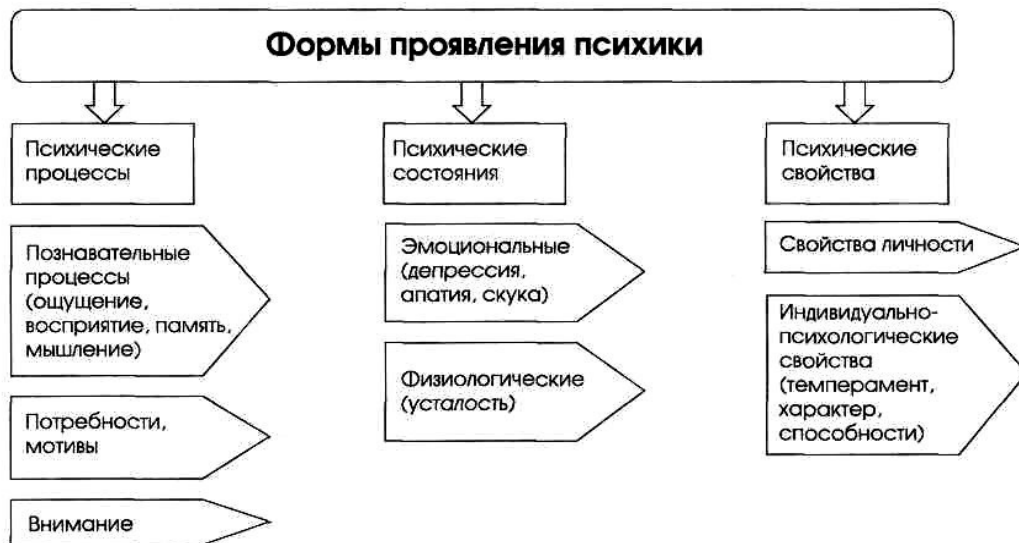 Формы проявления психики
Психические
процессы
Познавательные
процессы
(ощущение,
восприятие, память,
мышление)
Потребности,
мотивы
Внимание
Психические
состояния
Эмоциональные
(депрессия,
апатия, скука)
Физиологические
(усталость)
Психические
свойства
Свойства личности
Индивидуально-
психологические
свойства
(темперамент,
характер,
способности)